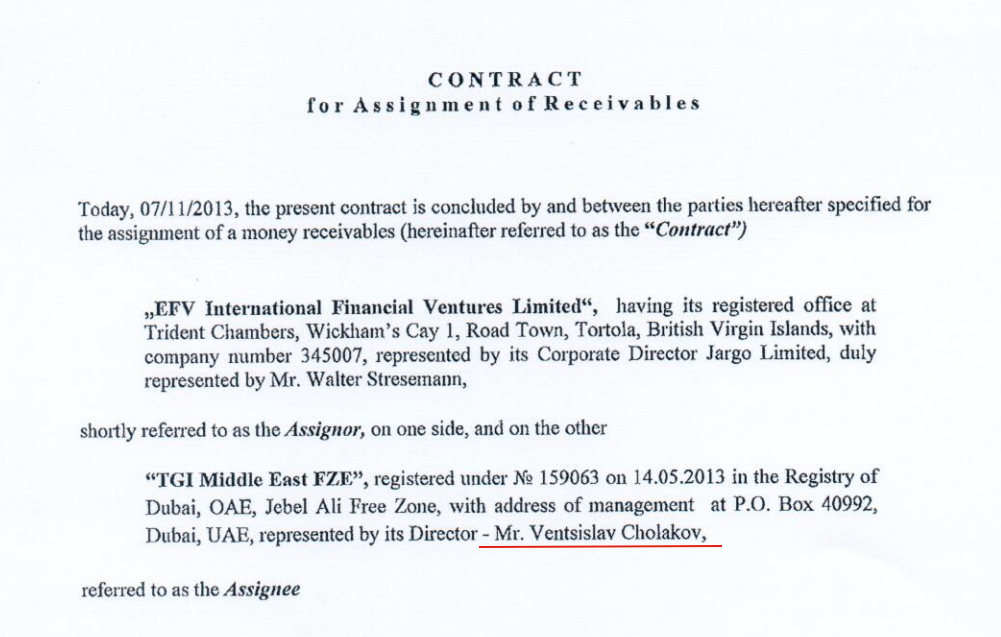 CONTRACT
for Assignment of Receivables
Today, 07/11/2013, the present contract is concluded by and between the parties hereafter specified for
the assignment of a money receivables (hereinafter referred to as the “Contract”)
„EFV International Financial Ventures Limited“, having its registered office at
Trident Chambers, Wickham’s Cay 1, Road Town, Tortola, British Virgin Islands, with
company number 345007, represented by its Corporate Director Jargo Limited, duly
represented by Mr. Walter Stresemann,
shortly referred to as the Assignor, on one side, and on the other
“TGI Middle East FZE”, registered under № 159063 on 14.05.2013 in the Registry of
Dubai, OAE, Jebel Ali Free Zone, with address of management at P.O. Box 40992,
Dubai, UAE, represented by its Director - Mr. Ventsislav Cholakov,
referred to as the Assignee